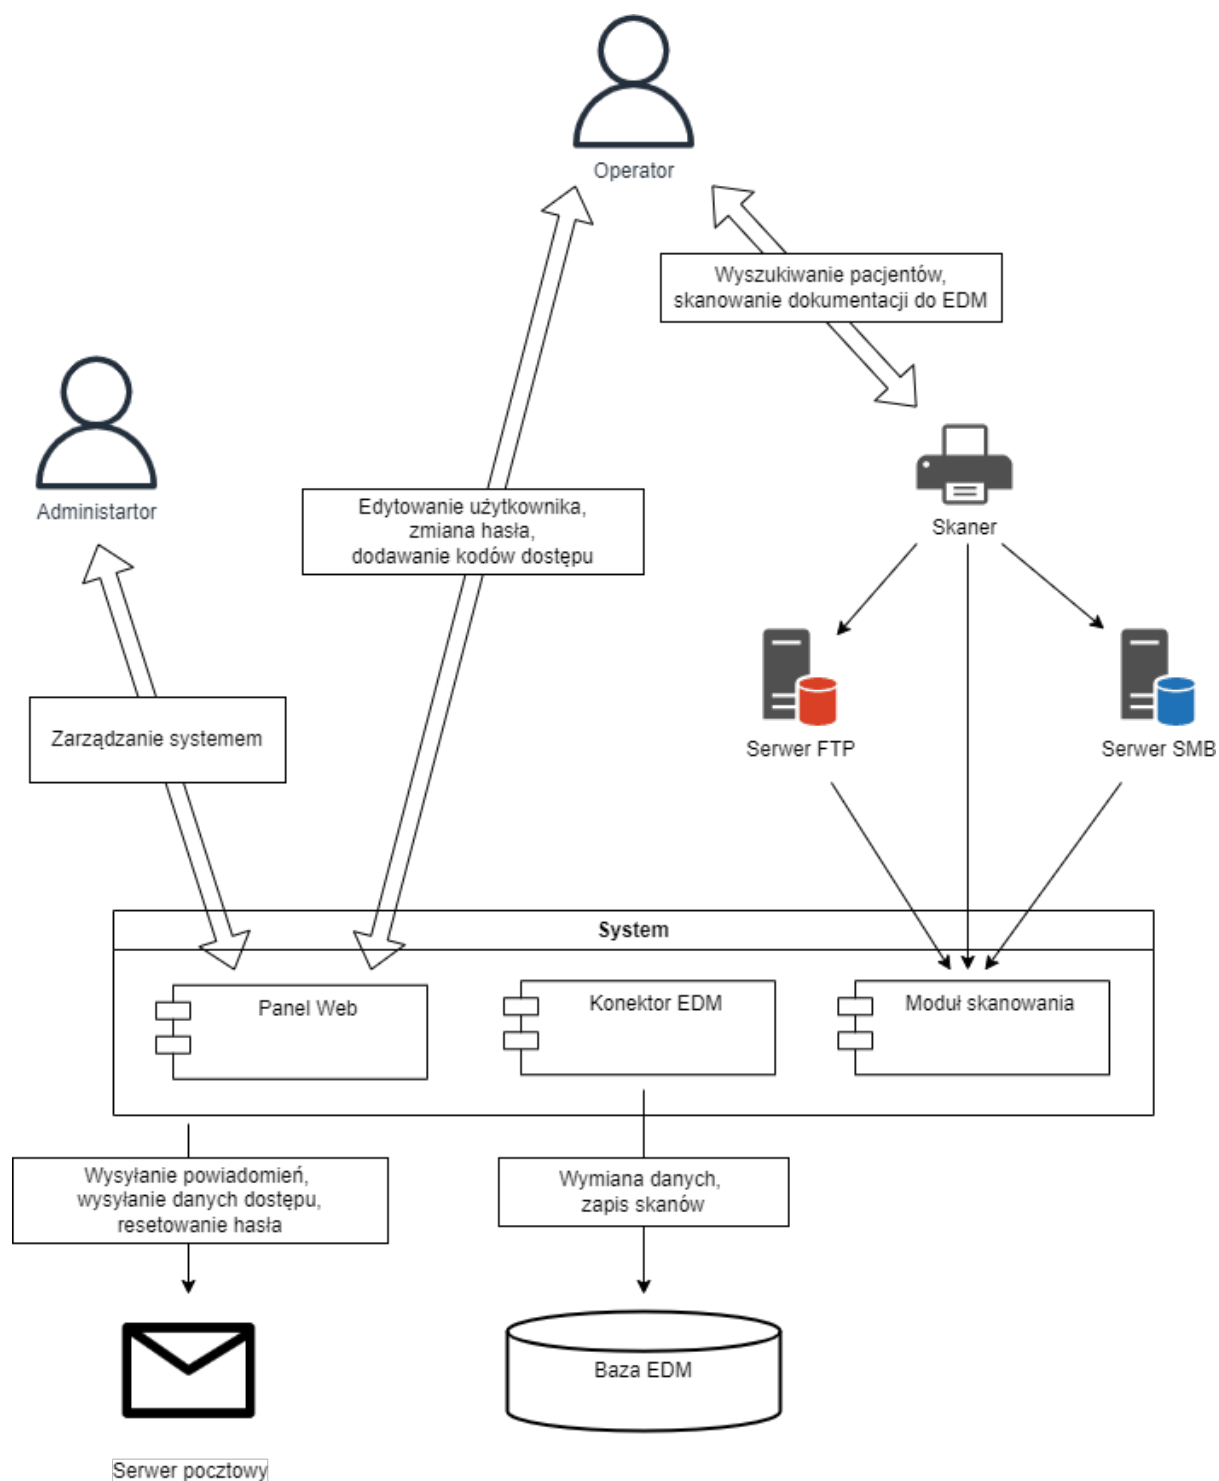 Operator
Wyszukiwanie pacjentów,
skanowanie dokumentacji do EDM
Administartor
Edytowanie użytkownika,
zmiana hasła,
dodawanie kodów dostępu
Skaner
Zarządzanie systemem
Serwer FTP
Serwer SMB
System
Panel Web
Konektor EDM
Moduł skanowania
Wysyłanie powiadomień,
wysyłanie danych dostępu,
resetowanie hasła
Wymiana danych,
zapis skanów
Baza EDM
Serwer pocztowy